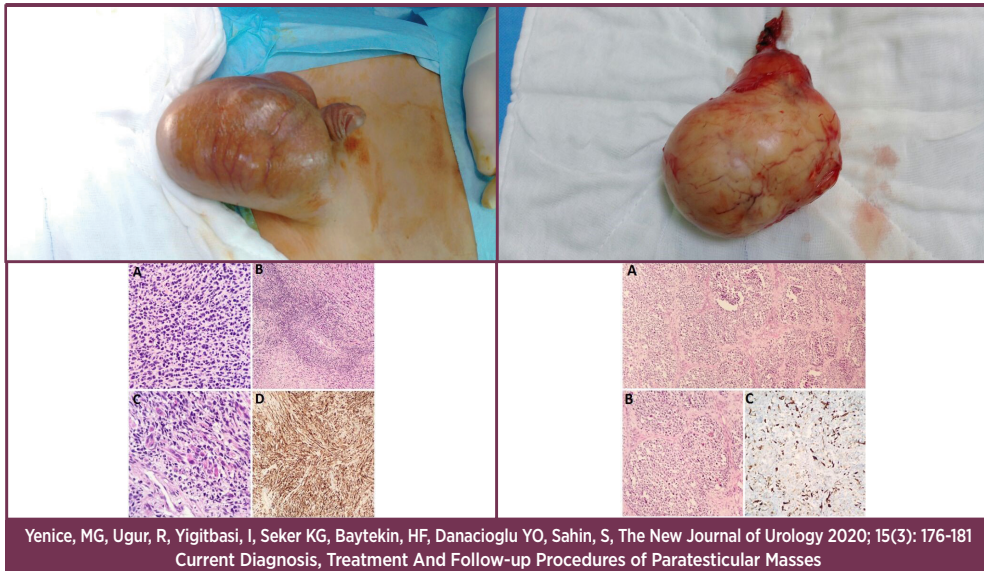 A
B
C
D
A
B
C
Yenice, MG, Ugur, R, Yigitbasi, I, Seker KG, Baytekin, HF, Danacioglu YO, Sahin, S, The New Journal of Urology 2020; 15(3): 176-181
Current Diagnosis, Treatment And Follow-up Procedures of Paratesticular Masses